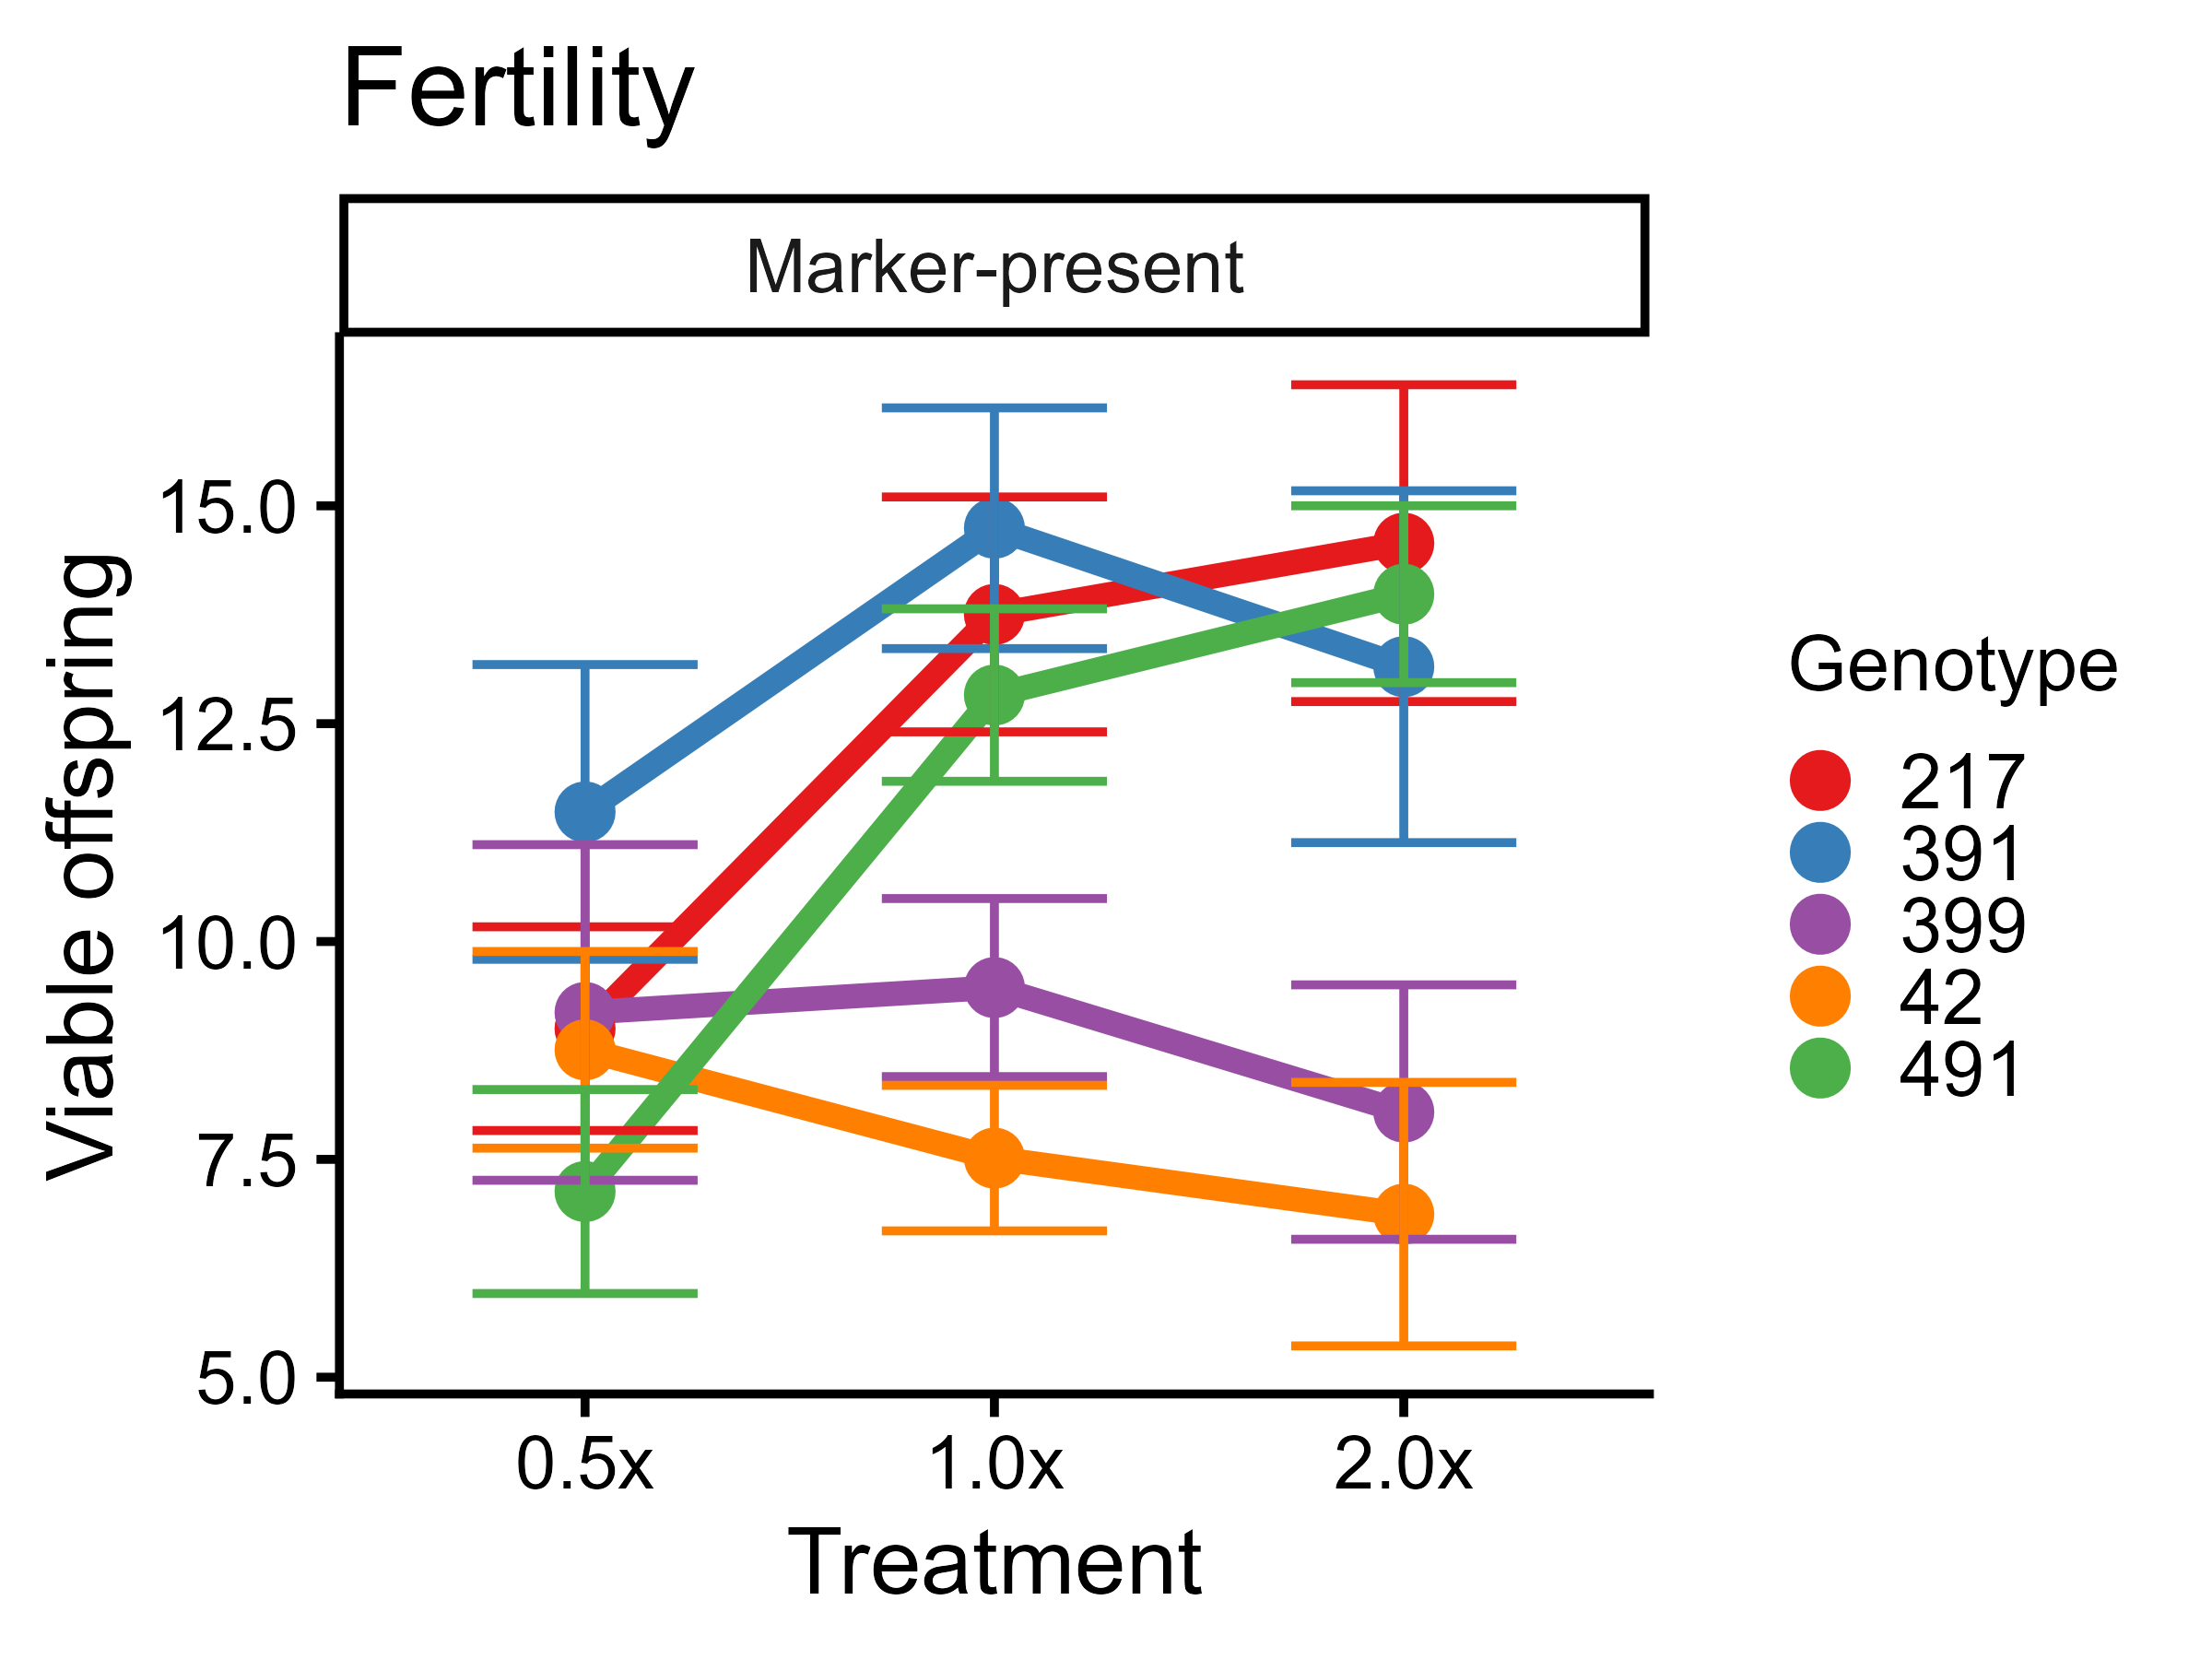 Fertility
Marker-present
Viable offspring
15.0
12.5
10.0
7.5
5.0
0.5x
1.0x
2.0x
Treatment
Genotype
217
391
399
42
491